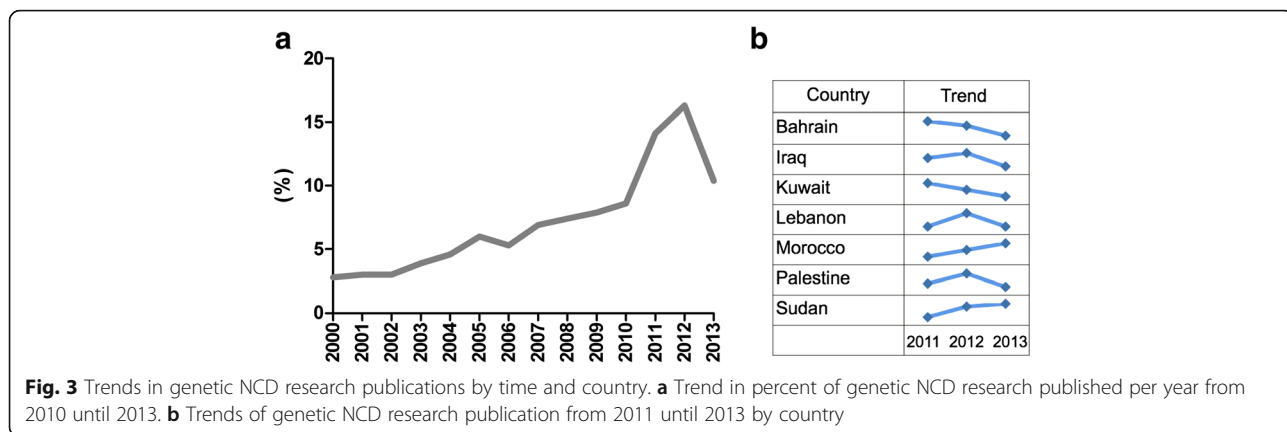 a
b
20
15
10
5
0
(%)
2000 2001 2002 2003 2004 2005 2006 2007 2008 2009 2010 2011 2012 2013
Country Trend
Bahrain
Iraq
Kuwait
Lebanon
Morocco
Palestine
Sudan
2011 2012 2013
Fig. 3 Trends in genetic NCD research publications by time and country. a Trend in percent of genetic NCD research published per year from
2010 until 2013. b Trends of genetic NCD research publication from 2011 until 2013 by country